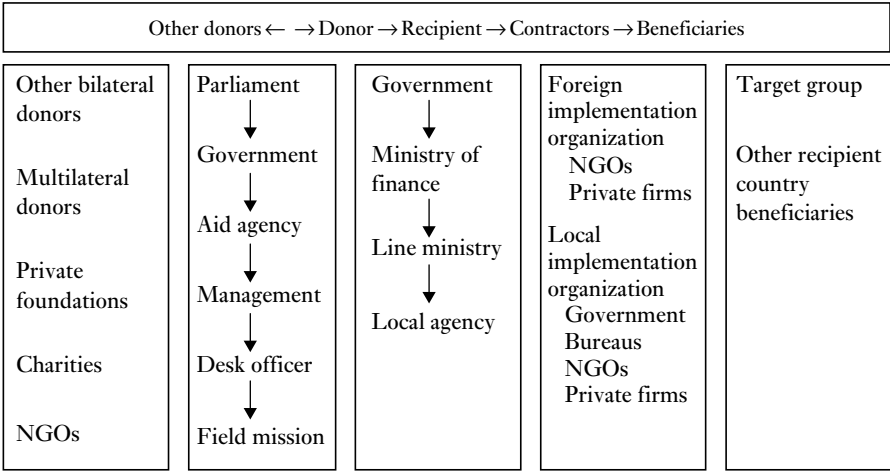 Other donors ← → Donor → Recipient → Contractors → Beneficiaries
Other bilateral
donors
Multilateral
donors
Private
foundations
Charities
NGOs
Parliament
Government
Aid agency
Management
Desk officer
Field mission
Government
Ministry of
finance
Line ministry
Local agency
Foreign
implementation
organization
NGOs
Private firms
Local
implementation
organization
Government
Bureaus
NGOs
Private firms
Target group
Other recipient
country
beneficiaries